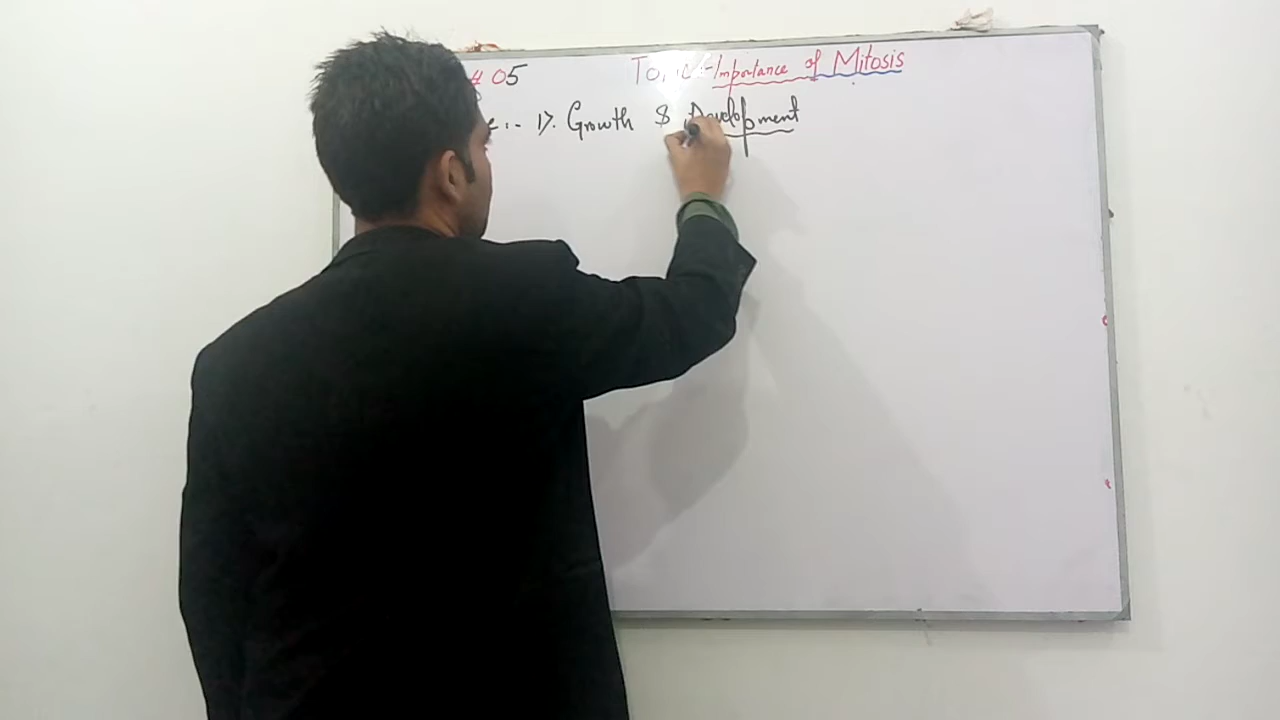 # 05 Topic:- Importance of Mitosis
1). Growth & Development